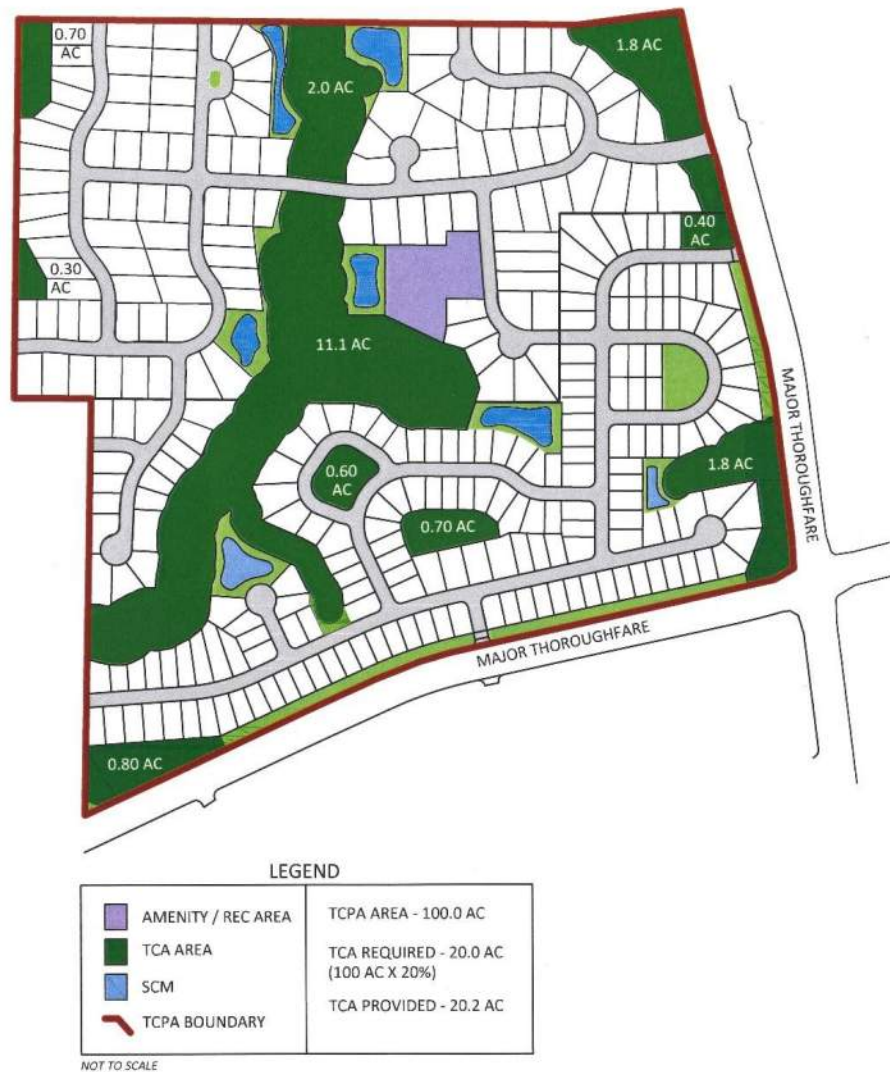 0.70
AC
2.0 AC
1.8 AC
0.40
AC
0.30
AC
11.1 AC
MAJOR THOROUGHFARE
0.60
AC
1.8 AC
0.70 AC
MAJOR THOROUGHFARE
0.80 AC
LEGEND
AMENITY / REC AREA
TCA AREA
SCM
TCPA BOUNDARY
TCPA AREA - 100.0 AC
TCA REQUIRED - 20.0 AC
(100 AC X 20%)
TCA PROVIDED - 20.2 AC
NOT TO SCALE